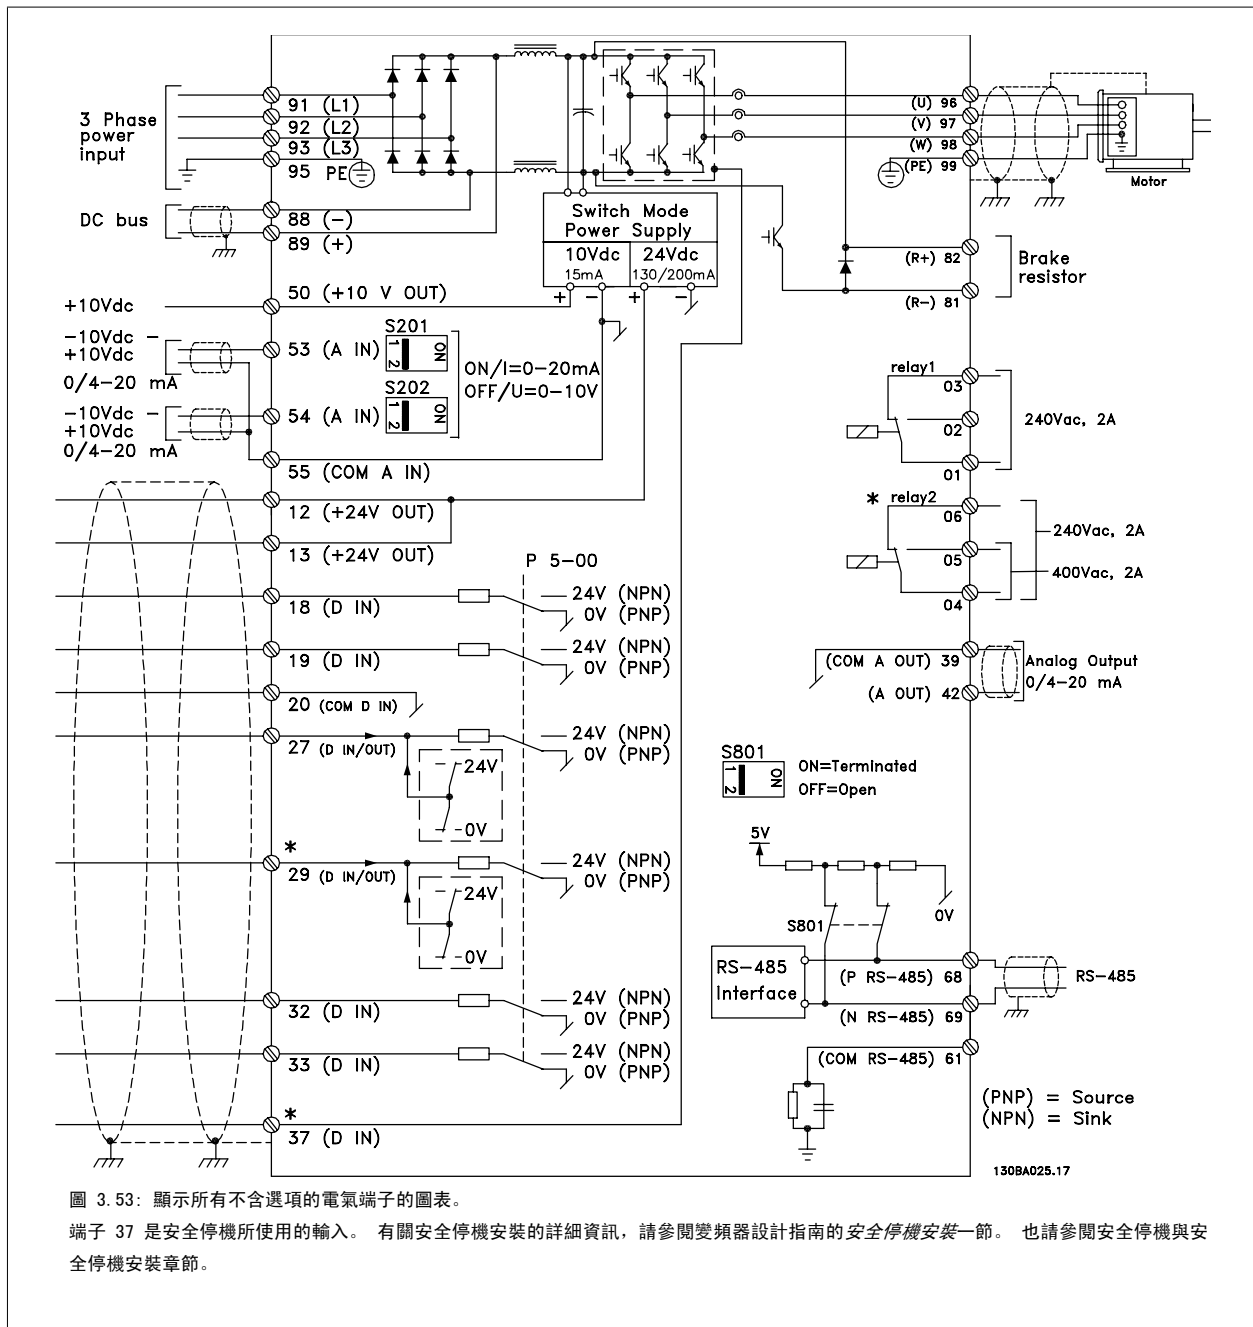 3 Phase
power
input
91 (L1)
92 (L2)
93 (L3)
95 PE
DC bus
88 (-)
89 (+)
+10Vdc
50 (+10 V OUT)
-10Vdc -
+10Vdc
0/4-20 mA
53 (A IN)
S201
1 2
ON
ON/I=0-20mA
OFF/U=0-10V
S202
1 2
ON
-10Vdc -
+10Vdc
0/4-20 mA
54 (A IN)
55 (COM A IN)
12 (+24V OUT)
13 (+24V OUT)
P 5-00
18 (D IN)
24V (NPN)
0V (PNP)
19 (D IN)
24V (NPN)
0V (PNP)
20 (COM D IN)
27 (D IN/OUT)
24V (NPN)
0V (PNP)
24V
0V
*
29 (D IN/OUT)
24V (NPN)
0V (PNP)
24V
0V
32 (D IN)
24V (NPN)
0V (PNP)
33 (D IN)
24V (NPN)
0V (PNP)
*
37 (D IN)
Switch Mode
Power Supply
10Vdc
15mA
24Vdc
130/200mA
+ - + -
(U) 96
(V) 97
(W) 98
(PE) 99
Motor
(R+) 82
(R-) 81
Brake
resistor
relay1
03
02
01
240Vac, 2A
* relay2
06
05
04
240Vac, 2A
400Vac, 2A
(COM A OUT) 39
(A OUT) 42
Analog Output
0/4-20 mA
S801
1 2
ON
ON=Terminated
OFF=Open
5V
0V
S801
RS-485
Interface
(P RS-485) 68
(N RS-485) 69
RS-485
(COM RS-485) 61
(PNP) = Source
(NPN) = Sink
130BA025.17
圖 3.53: 顯示所有不含選項的電氣端子的圖表。
端子 37 是安全停機所使用的輸入。 有關安全停機安裝的詳細資訊，請參閱變頻器設計指南的安全停機安裝一節。 也請參閱安全停機與安
全停機安裝章節。